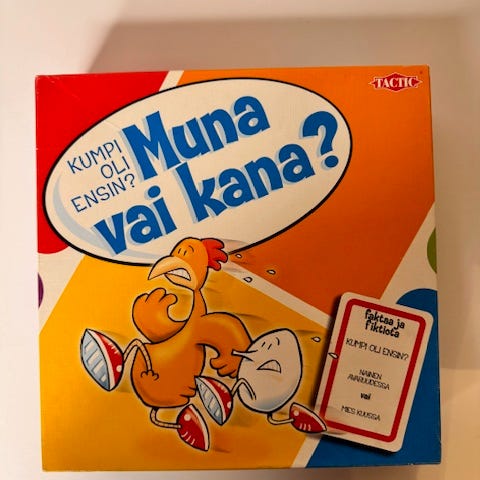 TACTIC
KUMPI
OLI
ENSIN?
Muna
vai kana?
faktaa ja
fiktiota
KUMPI OLI ENSIN?
NAINEN
AVARUUDESSA
vai
MIES KUUSSA